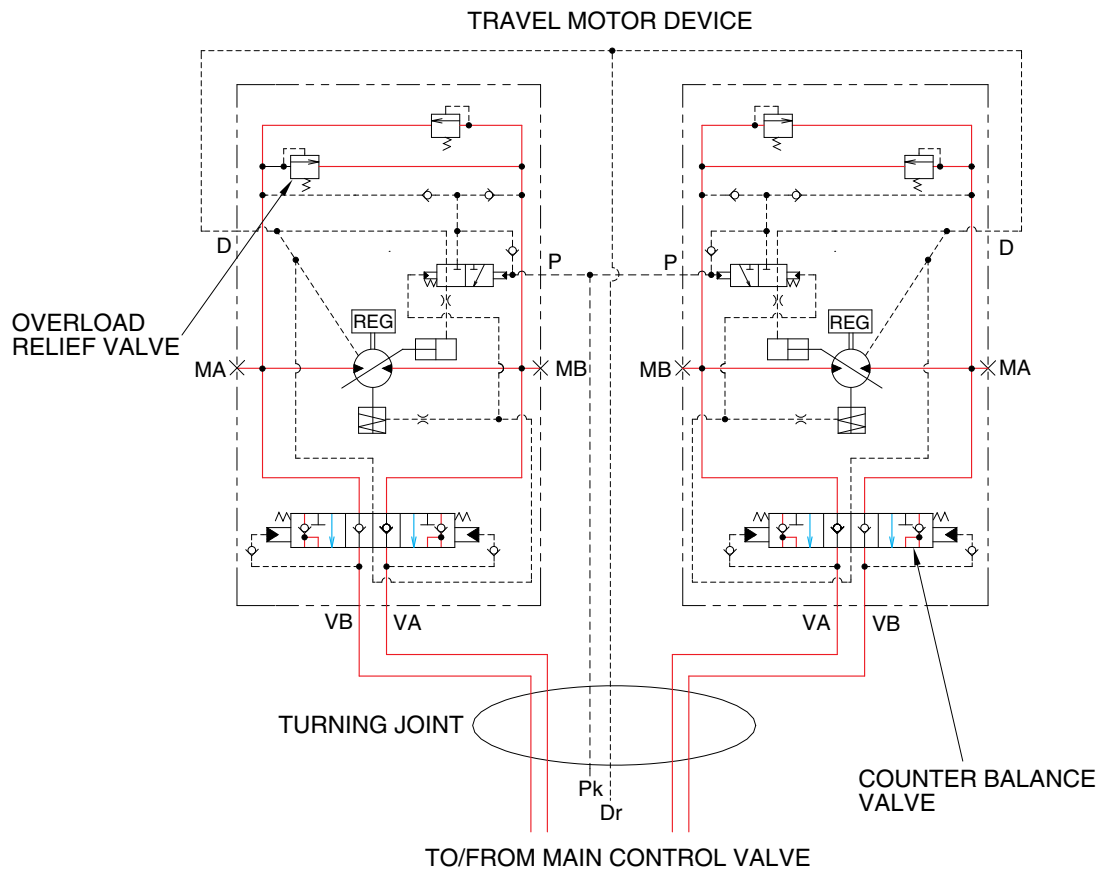 TRAVEL MOTOR DEVICE
D
P
P
D
OVERLOAD
RELIEF VALVE
REG
REG
MA
MB
MB
MA
VB
VA
VA
VB
TURNING JOINT
Pk
Dr
COUNTER BALANCE
VALVE
TO/FROM MAIN CONTROL VALVE